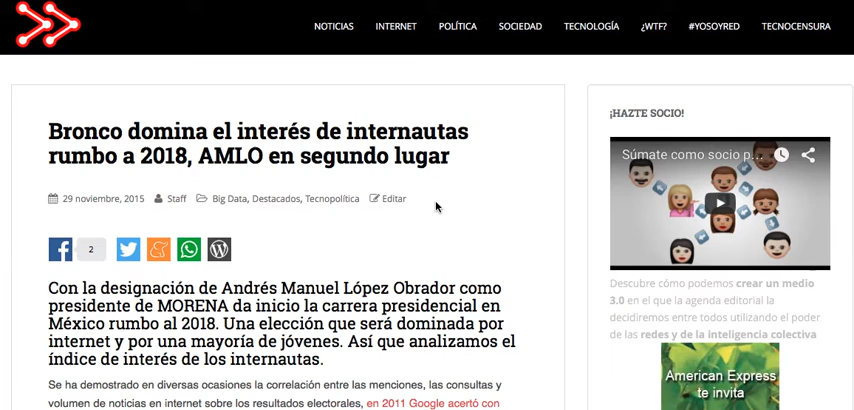 NOTICIAS INTERNET POLÍTICA SOCIEDAD TECNOLOGÍA ¿WTF? #YOSOYRED TECNOCENSURA
Bronco domina el interés de internautas
rumbo a 2018, AMLO en segundo lugar
29 noviembre, 2015 Staff Big Data, Destacados, Tecnopolítica Editar
2
Con la designación de Andrés Manuel López Obrador como
presidente de MORENA da inicio la carrera presidencial en
México rumbo al 2018. Una elección que será dominada por
internet y por una mayoría de jóvenes. Así que analizamos el
índice de interés de los internautas.
Se ha demostrado en diversas ocasiones la correlación entre las menciones, las consultas y
volumen de noticias en internet sobre los resultados electorales, en 2011 Google acertó con
¡HAZTE SOCIO!
Súmate como socio p...
Descubre cómo podemos crear un medio
3.0 en el que la agenda editorial la
decidiremos entre todos utilizando el poder
de las redes y de la inteligencia colectiva
American Express
te invita